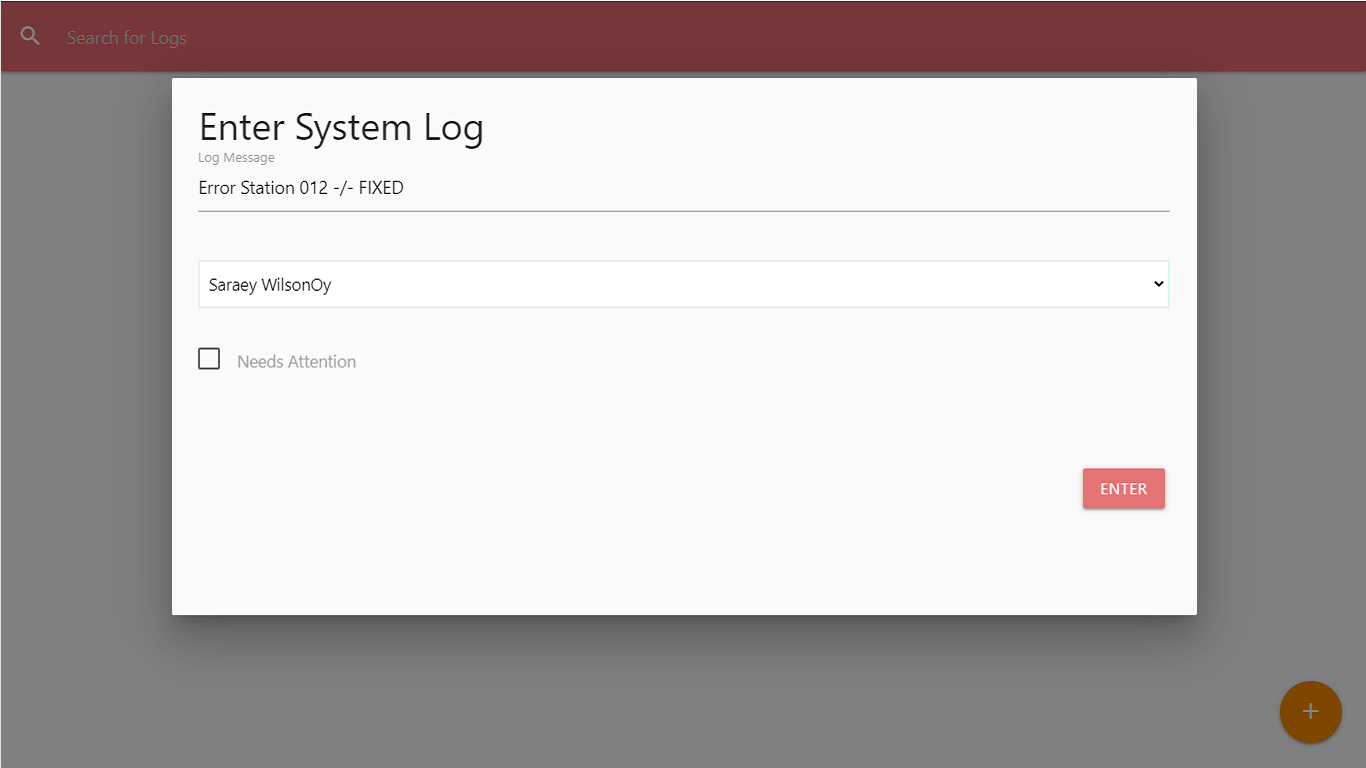 Search for Logs
Enter System Log
Log Message
Error Station 012 -/- FIXED
Saraey WilsonOy
Needs Attention
ENTER